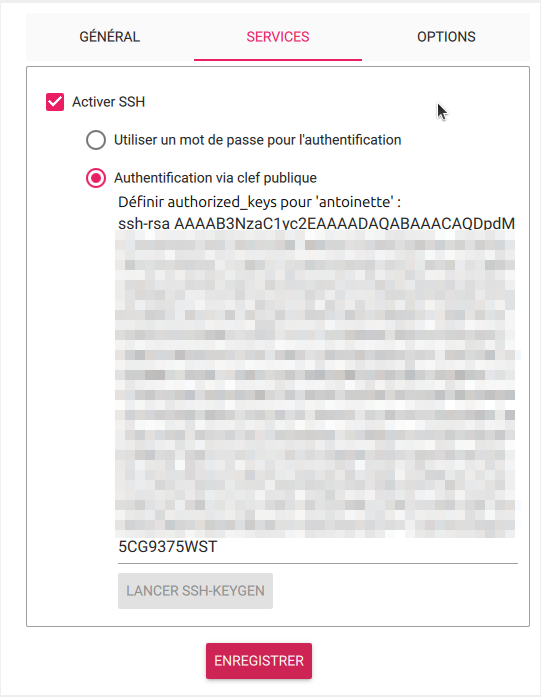 GÉNÉRAL
SERVICES
OPTIONS
Activer SSH
Utiliser un mot de passe pour l'authentification
Authentification via clef publique
Définir authorized_keys pour 'antoinette' :
ssh-rsa AAAAB3NzaC1yc2EAAAADAQABAAACAQDpdM
5CG9375WST
LANCER SSH-KEYGEN
ENREGISTRER